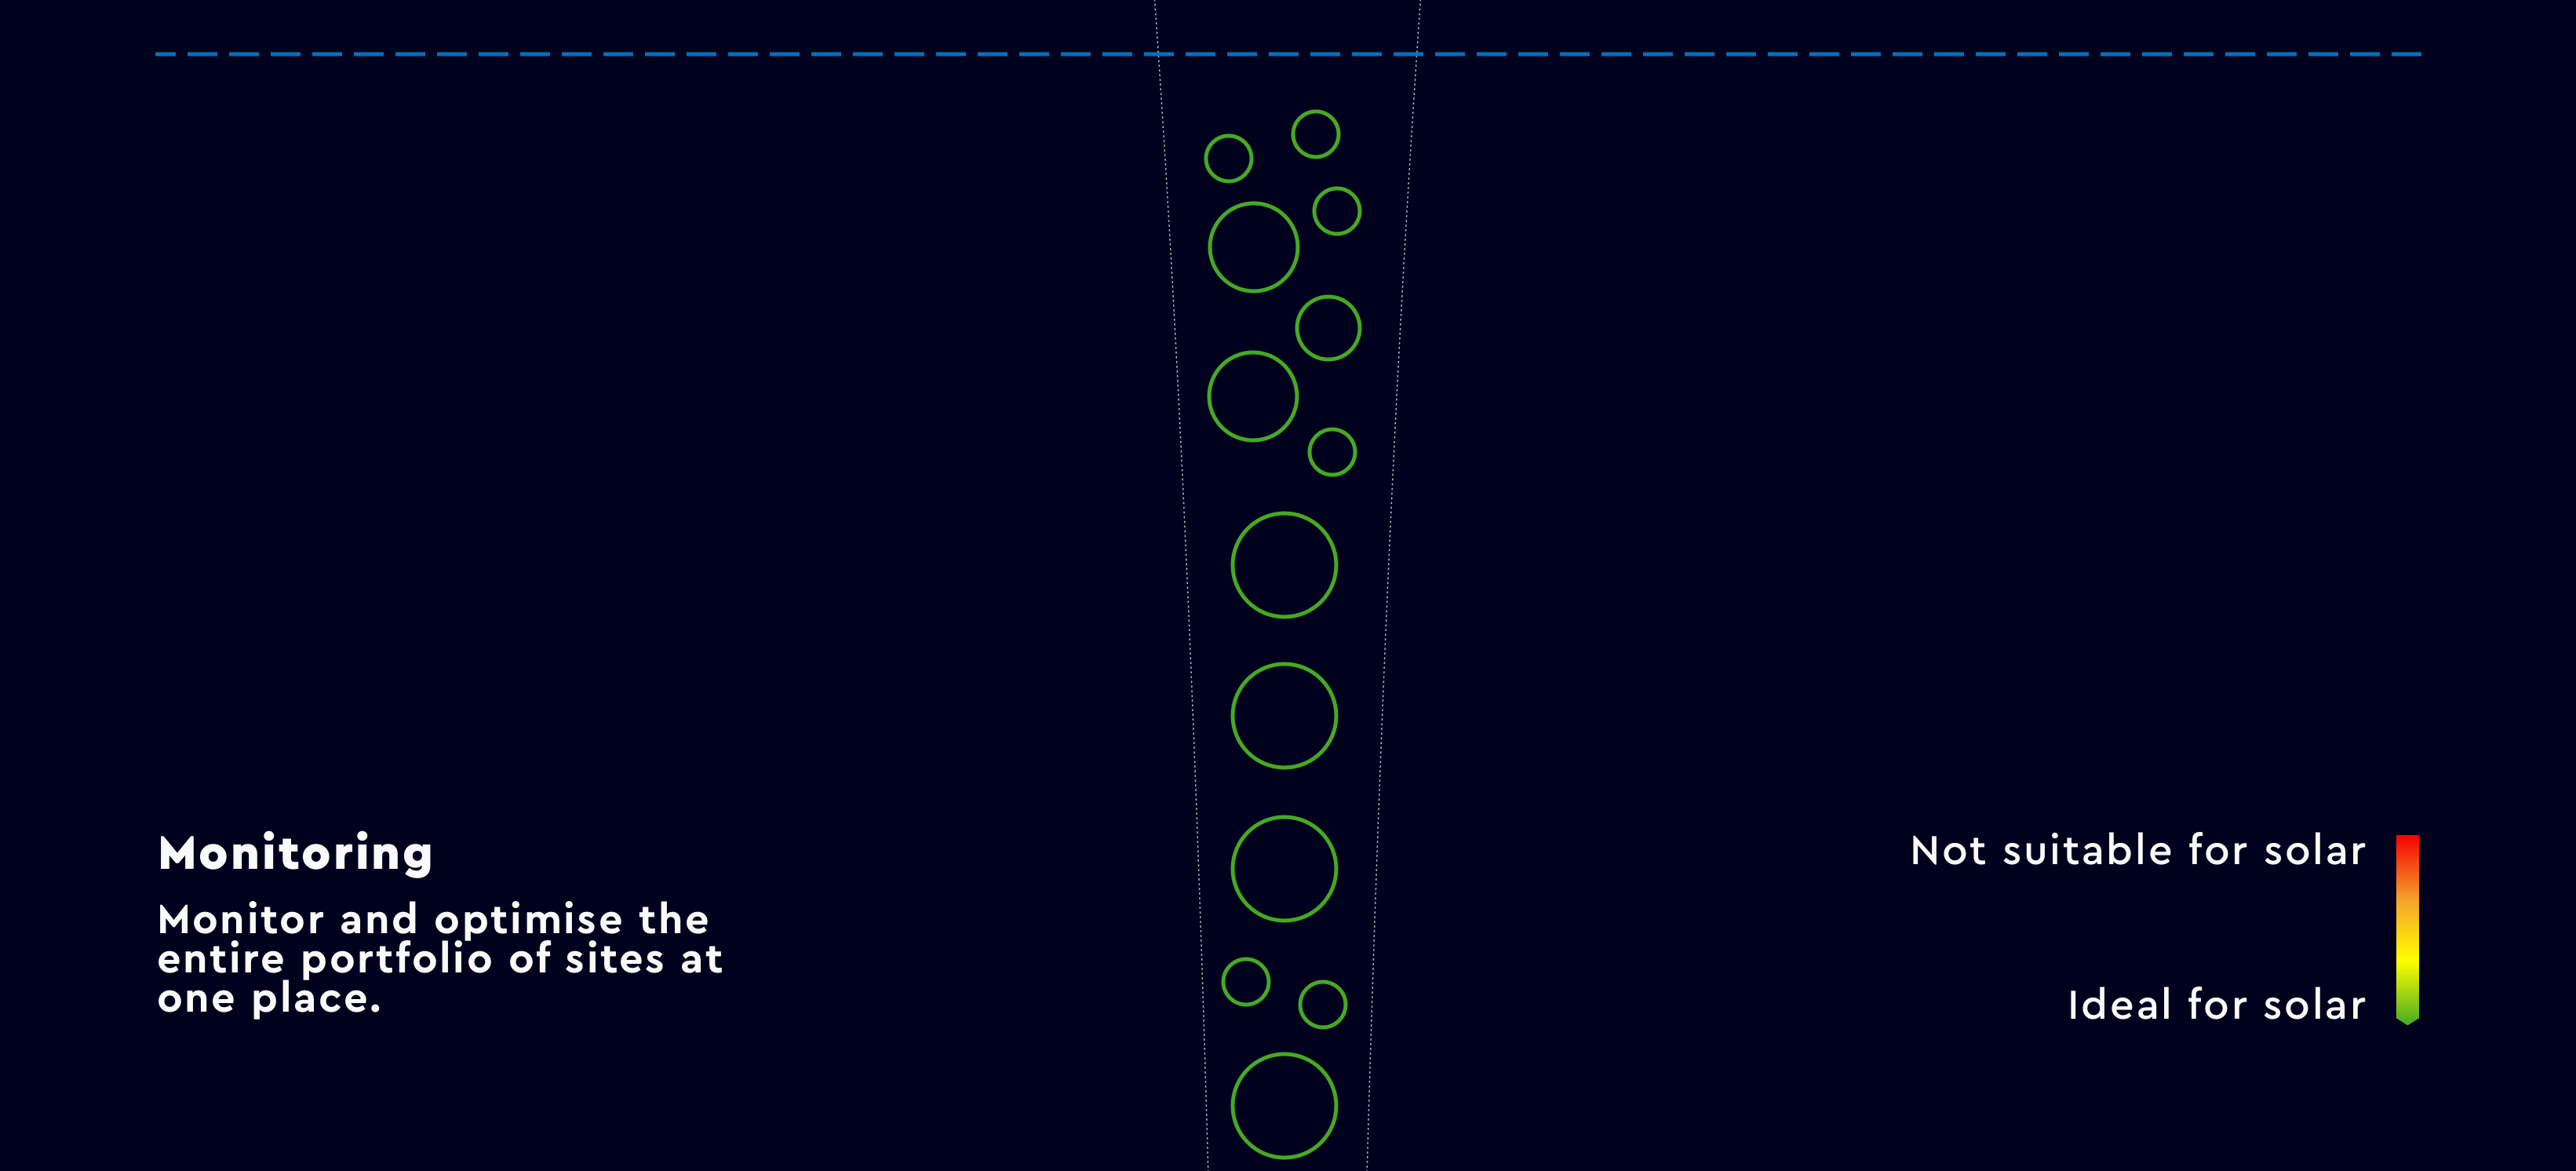 Monitoring
Monitor and optimise the
entire portfolio of sites at
one place.
Not suitable for solar
Ideal for solar